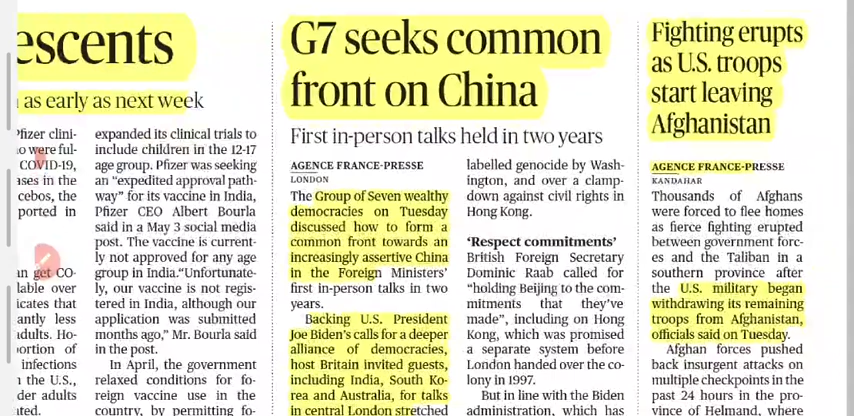 escents
as early as next week
Pfizer clini-
o were ful-
COVID-19,
ases in the
cebos, the
ported in
an get CO-
lable over
icates that
antly less
adults. Ho-
portion of
infections
the U.S.,
der adults
ated.
expanded its clinical trials to
include children in the 12-17
age group. Pfizer was seeking
an “expedited approval path-
way” for its vaccine in India,
Pfizer CEO Albert Bourla
said in a May 3 social media
post. The vaccine is current-
ly not approved for any age
group in India.“Unfortunate-
ly, our vaccine is not regis-
tered in India, although our
application was submitted
months ago,” Mr. Bourla said
in the post.
In April, the government
relaxed conditions for fo-
reign vaccine use in the
country, by permitting fo-
G7 seeks common
front on China
First in-person talks held in two years
AGENCE FRANCE-PRESSE
LONDON
The Group of Seven wealthy
democracies on Tuesday
discussed how to form a
common front towards an
increasingly assertive China
in the Foreign Ministers’
first in-person talks in two
years.
Backing U.S. President
Joe Biden’s calls for a deeper
alliance of democracies,
host Britain invited guests,
including India, South Ko-
rea and Australia, for talks
in central London stretched
labelled genocide by Wash-
ington, and over a clamp-
down against civil rights in
Hong Kong.
‘Respect commitments’
British Foreign Secretary
Dominic Raab called for
“holding Beijing to the com-
mitments that they’ve
made”, including on Hong
Kong, which was promised
a separate system before
London handed over the co-
lony in 1997.
But in line with the Biden
administration, which has
Fighting erupts
as U.S. troops
start leaving
Afghanistan
AGENCE FRANCE-PRESSE
KANDAHAR
Thousands of Afghans
were forced to flee homes
as fierce fighting erupted
between government forc-
es and the Taliban in a
southern province after
the U.S. military began
withdrawing its remaining
troops from Afghanistan,
officials said on Tuesday.
Afghan forces pushed
back insurgent attacks on
multiple checkpoints in the
past 24 hours in the pro-
vince of Helmand, where